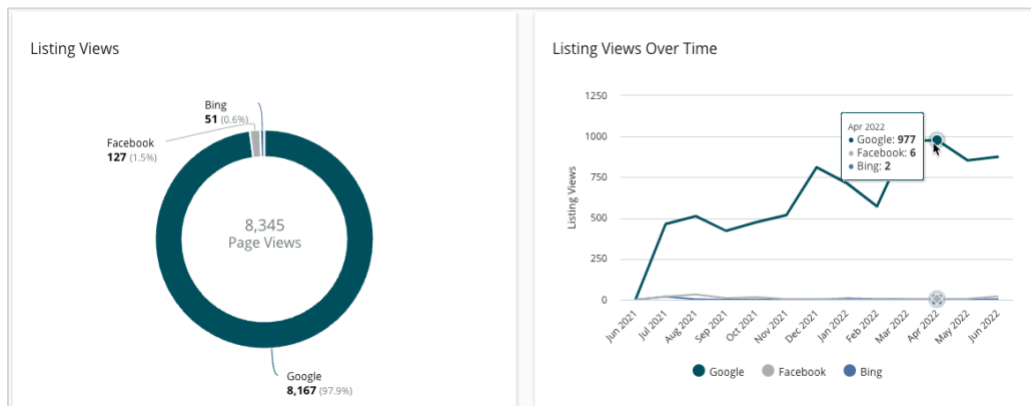 Listing Views
Bing
51 (0.6%)
Facebook
127 (1.5%)
8,345
Page Views
Google
8,167 (97.9%)
Listing Views Over Time
1250
1000
750
500
250
0
Listing Views
Apr 2022
• Google: 977
• Facebook: 6
• Bing: 2
Jun 2021
Jul 2021
Aug 2021
Sep 2021
Oct 2021
Nov 2021
Dec 2021
Jan 2022
Feb 2022
Mar 2022
Apr 2022
May 2022
Jun 2022
Google
Facebook
Bing